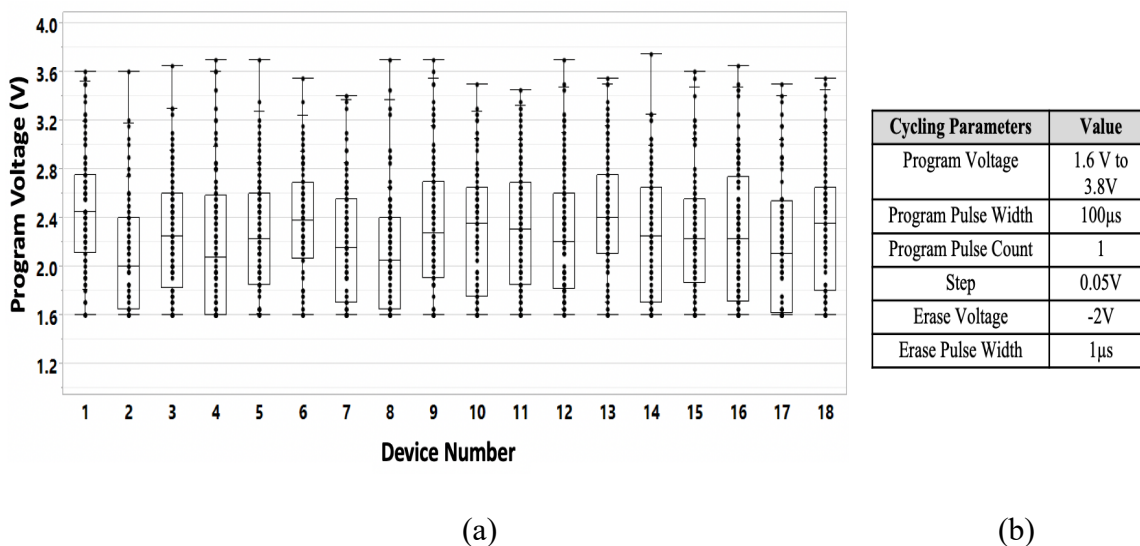 4.0
3.6
3.2
2.8
2.4
2.0
1.6
1.2
Program Voltage (V)
1 2 3 4 5 6 7 8 9 10 11 12 13 14 15 16 17 18
Device Number
(a)
Cycling Parameters Value
Program Voltage 1.6 V to
3.8V
Program Pulse Width 100μs
Program Pulse Count 1
Step 0.05V
Erase Voltage -2V
Erase Pulse Width 1μs
(b)